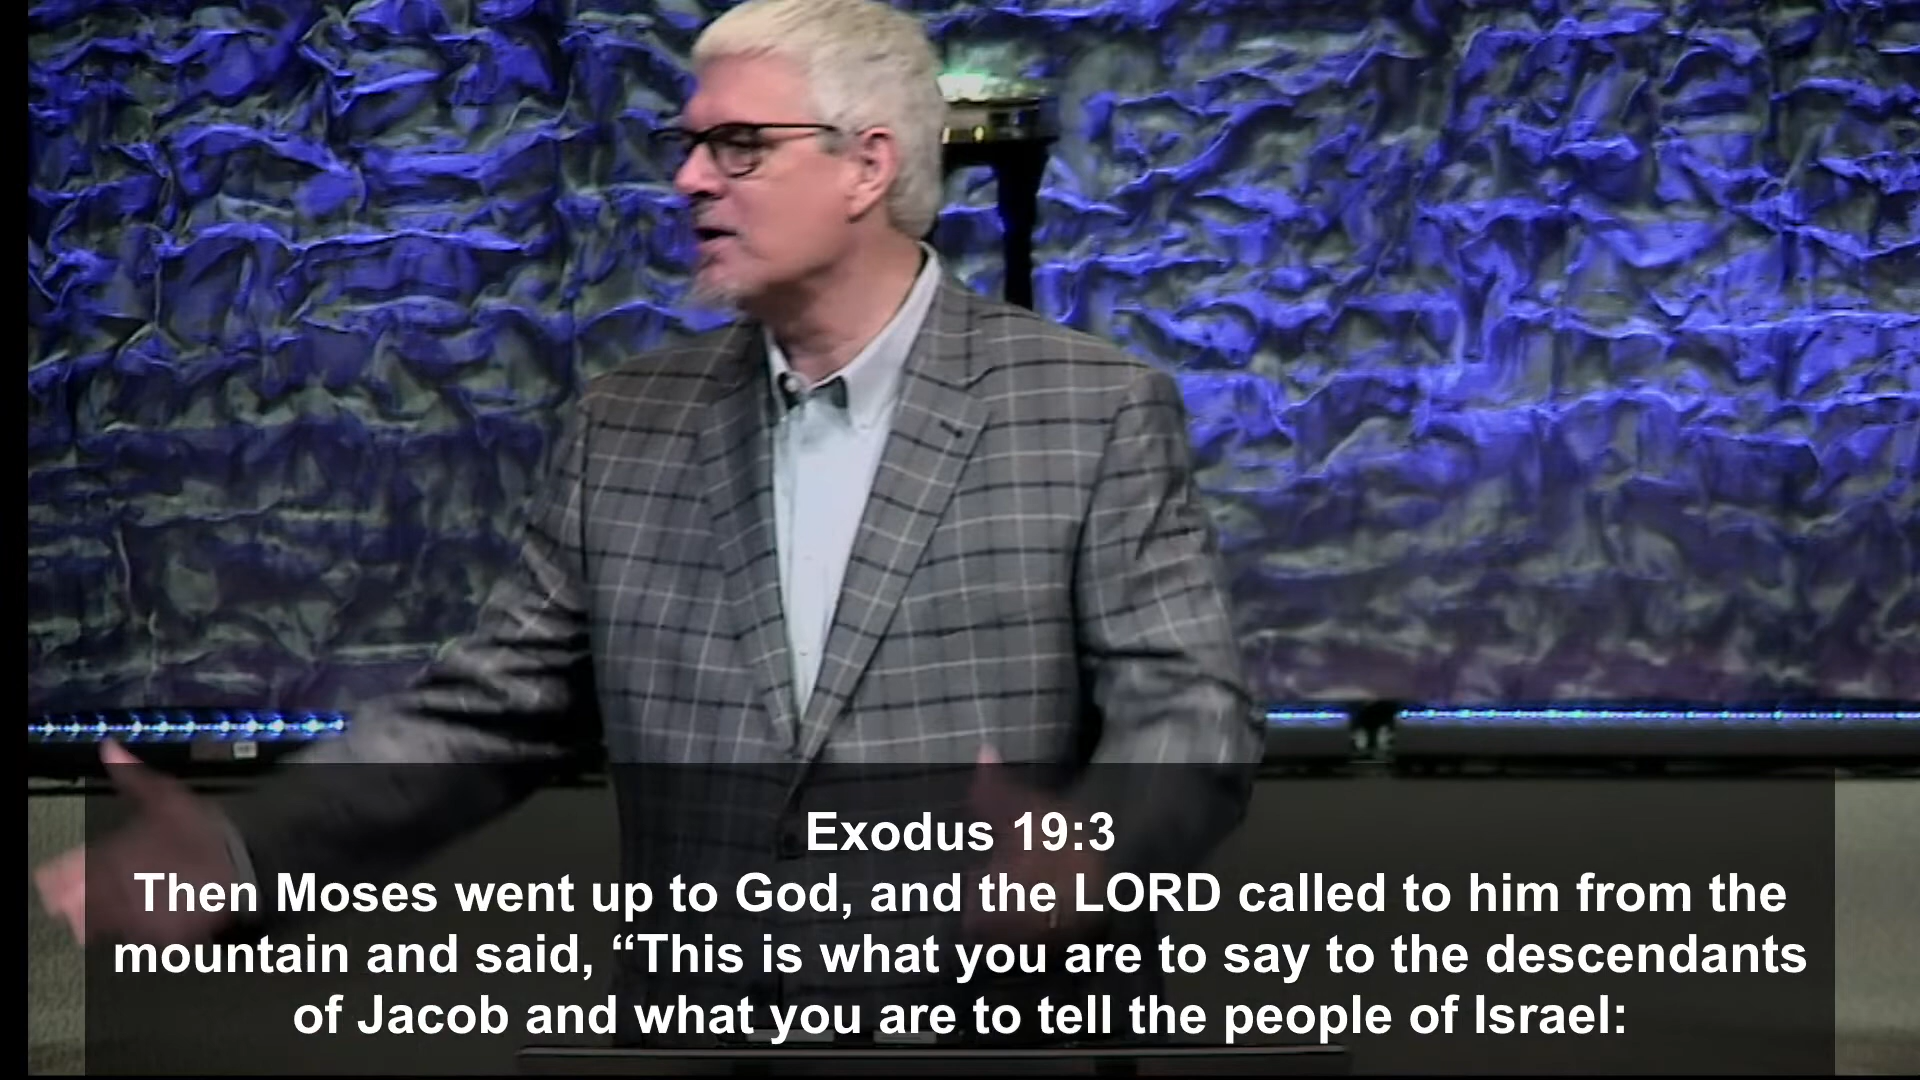 Exodus 19:3
Then Moses went up to God, and the LORD called to him from the
mountain and said, “This is what you are to say to the descendants
of Jacob and what you are to tell the people of Israel: